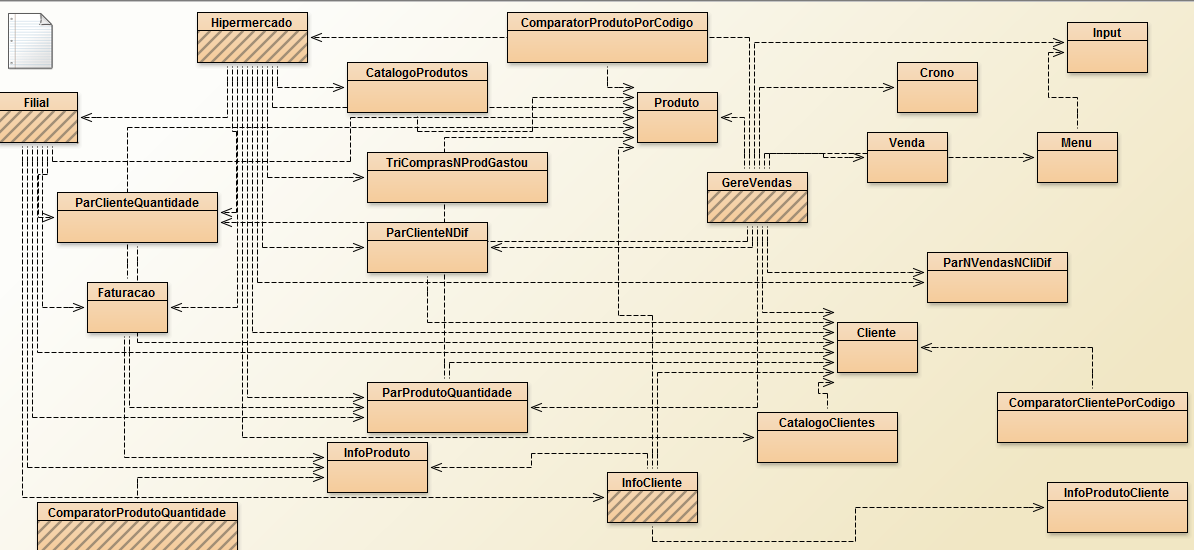 Hipermercado
ComparatorProdutoPorCodigo
Input
CatalogoProdutos
Crono
Filial
Produto
Venda
Menu
TriComprasNProdGastou
GereVendas
ParClienteQuantidade
ParClienteNDif
ParNVendasNCliDif
Faturacao
Cliente
ParProdutoQuantidade
ComparatorClientePorCodigo
CatalogoClientes
InfoProduto
InfoCliente
InfoProdutoCliente
ComparatorProdutoQuantidade